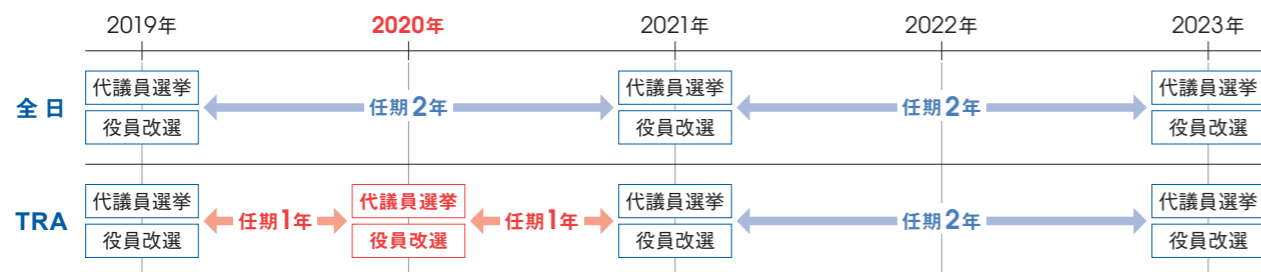 2019年 2020年 2021年 2022年 2023年
代議員選挙 代議員選挙 代議員選挙
全日 任期2年 任期2年
役員改選 役員改選 役員改選
代議員選挙 代議員選挙 代議員選挙 代議員選挙
TRA 任期1年 任期1年 任期2年
役員改選 役員改選 役員改選 役員改選